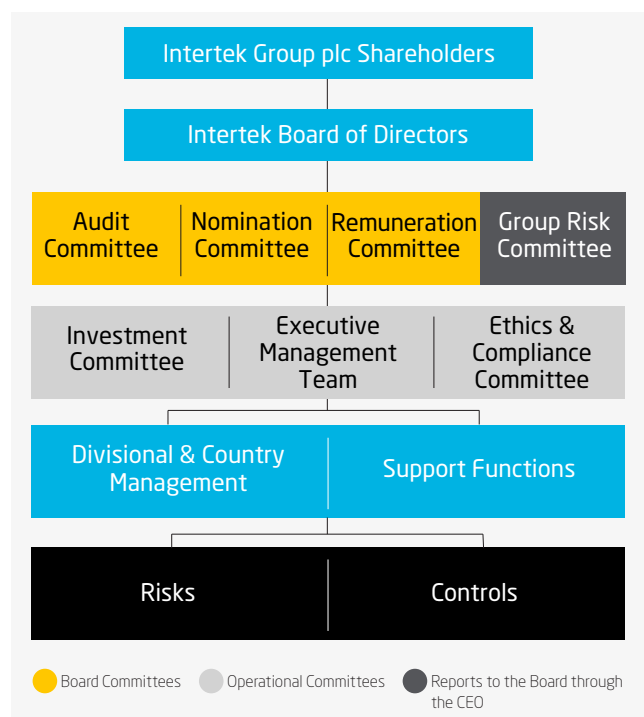 Intertek Group plc Shareholders
Intertek Board of Directors
Audit
Committee
Nomination
Committee
Remuneration
Committee
Group Risk
Committee
Investment
Committee
Executive
Management
Team
Ethics &
Compliance
Committee
Divisional & Country
Management
Support Functions
Risks
Controls
Board Committees
Operational Committees
Reports to the Board through
the CEO